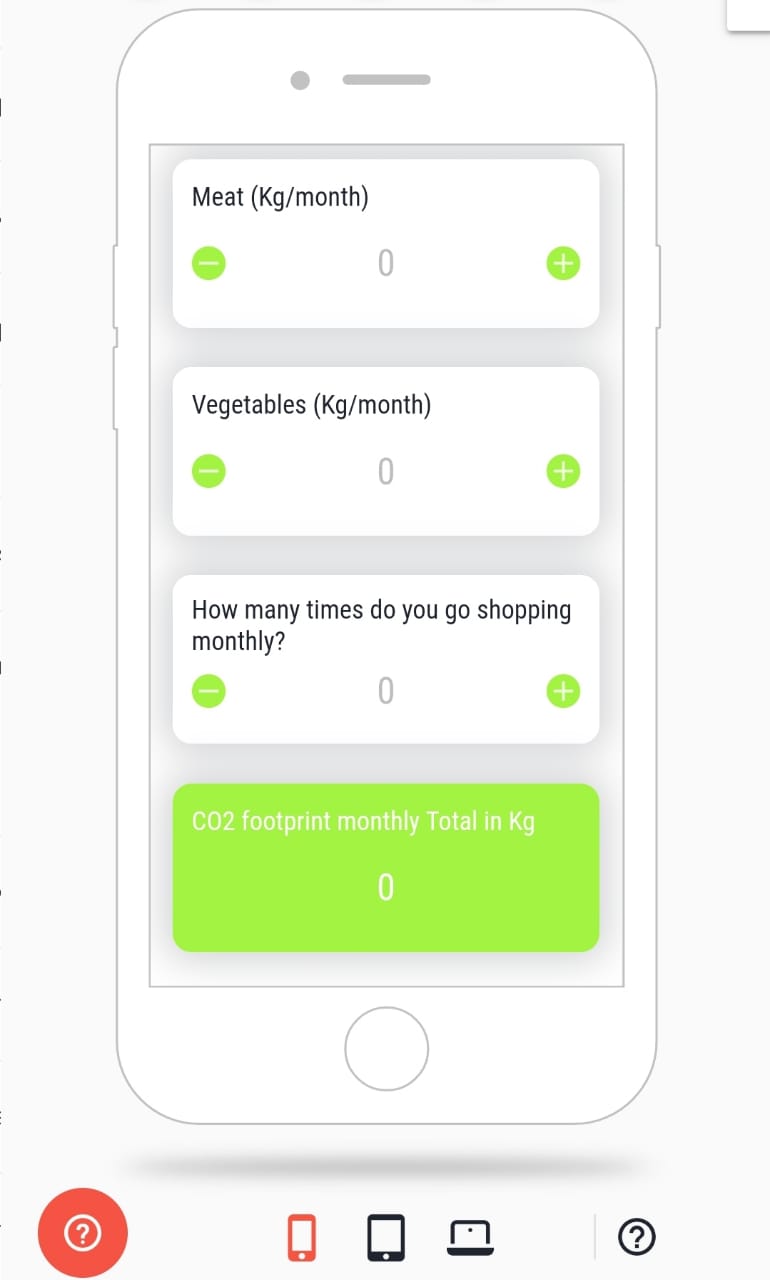 Meat (Kg/month)
0
Vegetables (Kg/month)
0
How many times do you go shopping
monthly?
0
CO2 footprint monthly Total in Kg
0